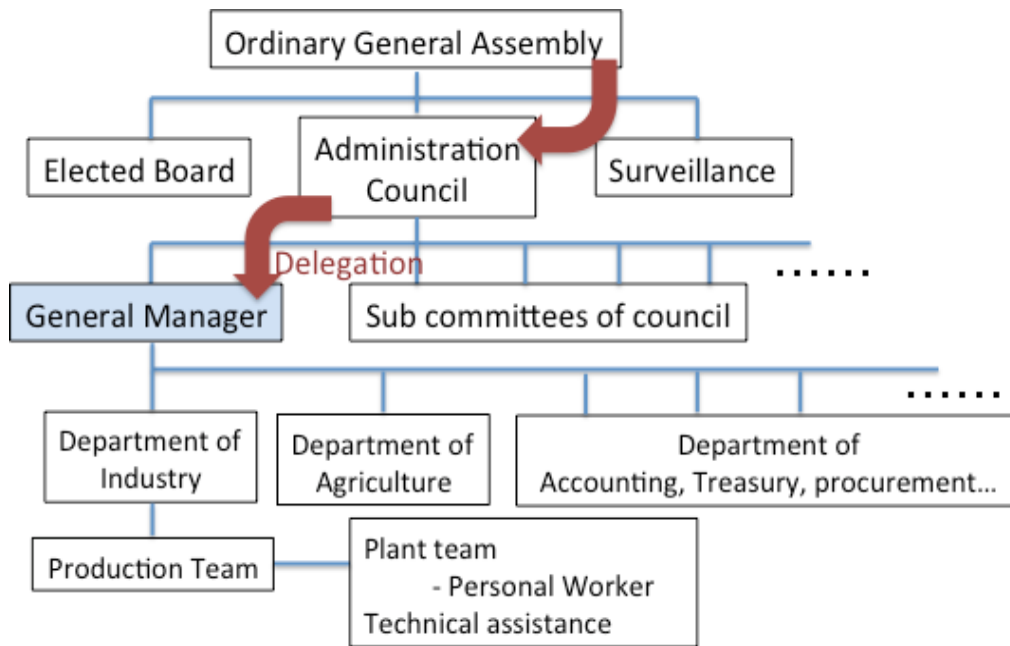 Ordinary General Assembly
Elected Board
Administration
Council
Surveillance
Delegation
......
General Manager
Sub committees of council
......
Department of
Industry
Department of
Agriculture
Department of
Accounting, Treasury, procurement...
Production Team
Plant team
- Personal Worker
Technical assistance